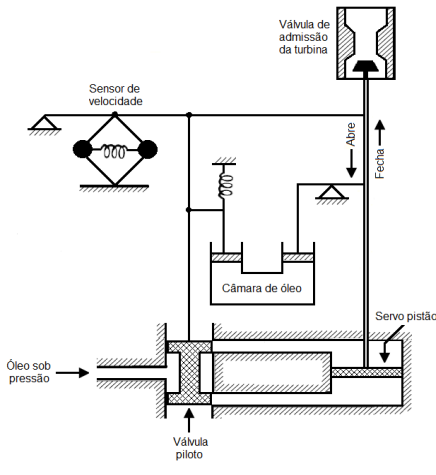 Válvula de
admissão
da turbina
Sensor de
velocidade
Abre
Fecha
Câmara de óleo
Servo pistão
Óleo sob
pressão
Válvula
piloto